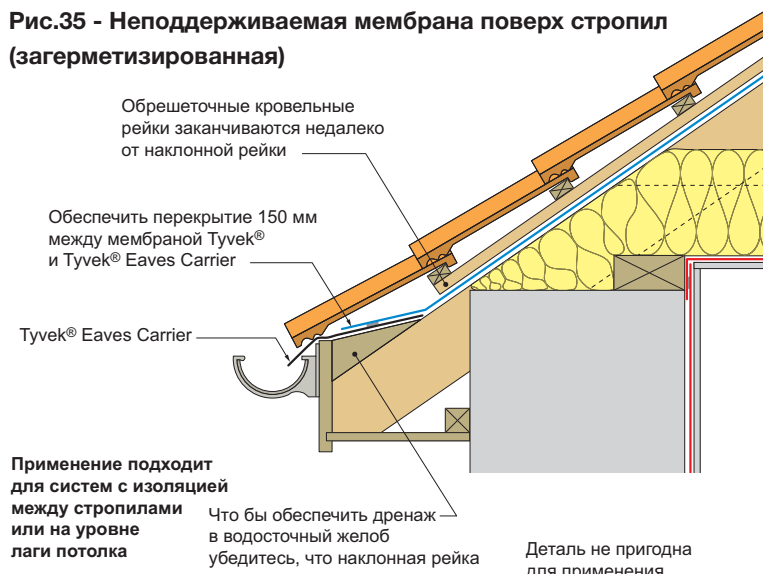 Рис.35 - Неподдерживаемая мембрана поверх стропил
(загерметизированная)
Обрешеточные кровельные
рейки заканчиваются недалеко
от наклонной рейки
Обеспечить перекрытие 150 мм
между мембраной Tyvek®
и Tyvek® Eaves Carrier
Tyvek® Eaves Carrier
Применение подходит
для систем с изоляцией
между стропилами
или на уровне
лаги потолка
Что бы обеспечить дренаж
в водосточный желоб
убедитесь, что наклонная рейка
Деталь не пригодна
для применения